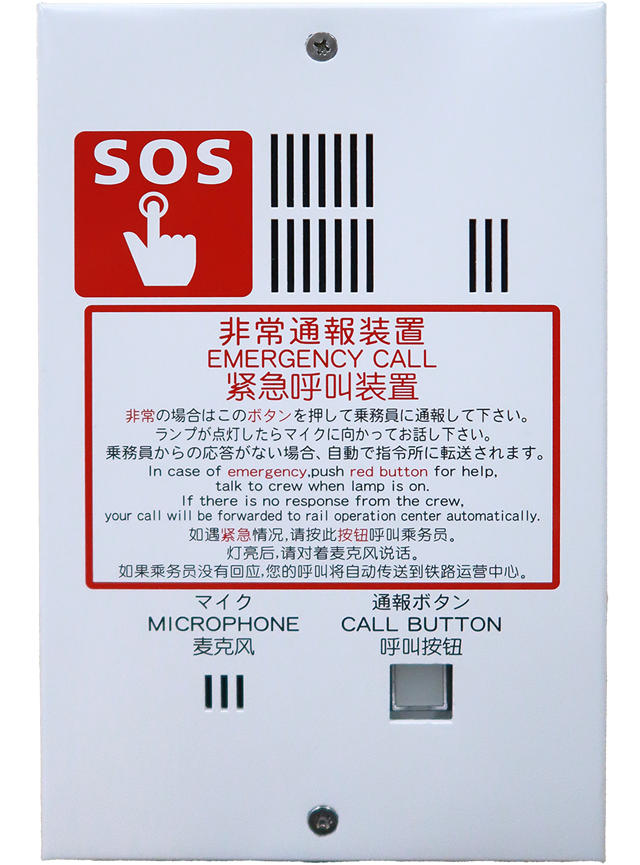 SOS
非常通報装置
EMERGENCY CALL
紧急呼叫装置
非常の場合はこのボタンを押して乗務員に通報して下さい。
ランプが点灯したらマイクに向かってお話し下さい。
乗務員からの応答がない場合、自動で指令所に転送されます。
In case of emergency,push red button for help,
talk to crew when lamp is on.
If there is no response from the crew,
your call will be forwarded to rail operation center automatically.
如遇紧急情况,请按此按钮呼叫乘务员。
灯亮后,请对着麦克风说话。
如果乘务员没有回应,您的呼叫将自动传送到铁路运营中心。
マイク
MICROPHONE
麦克风
通報ボタン
CALL BUTTON
呼叫按钮